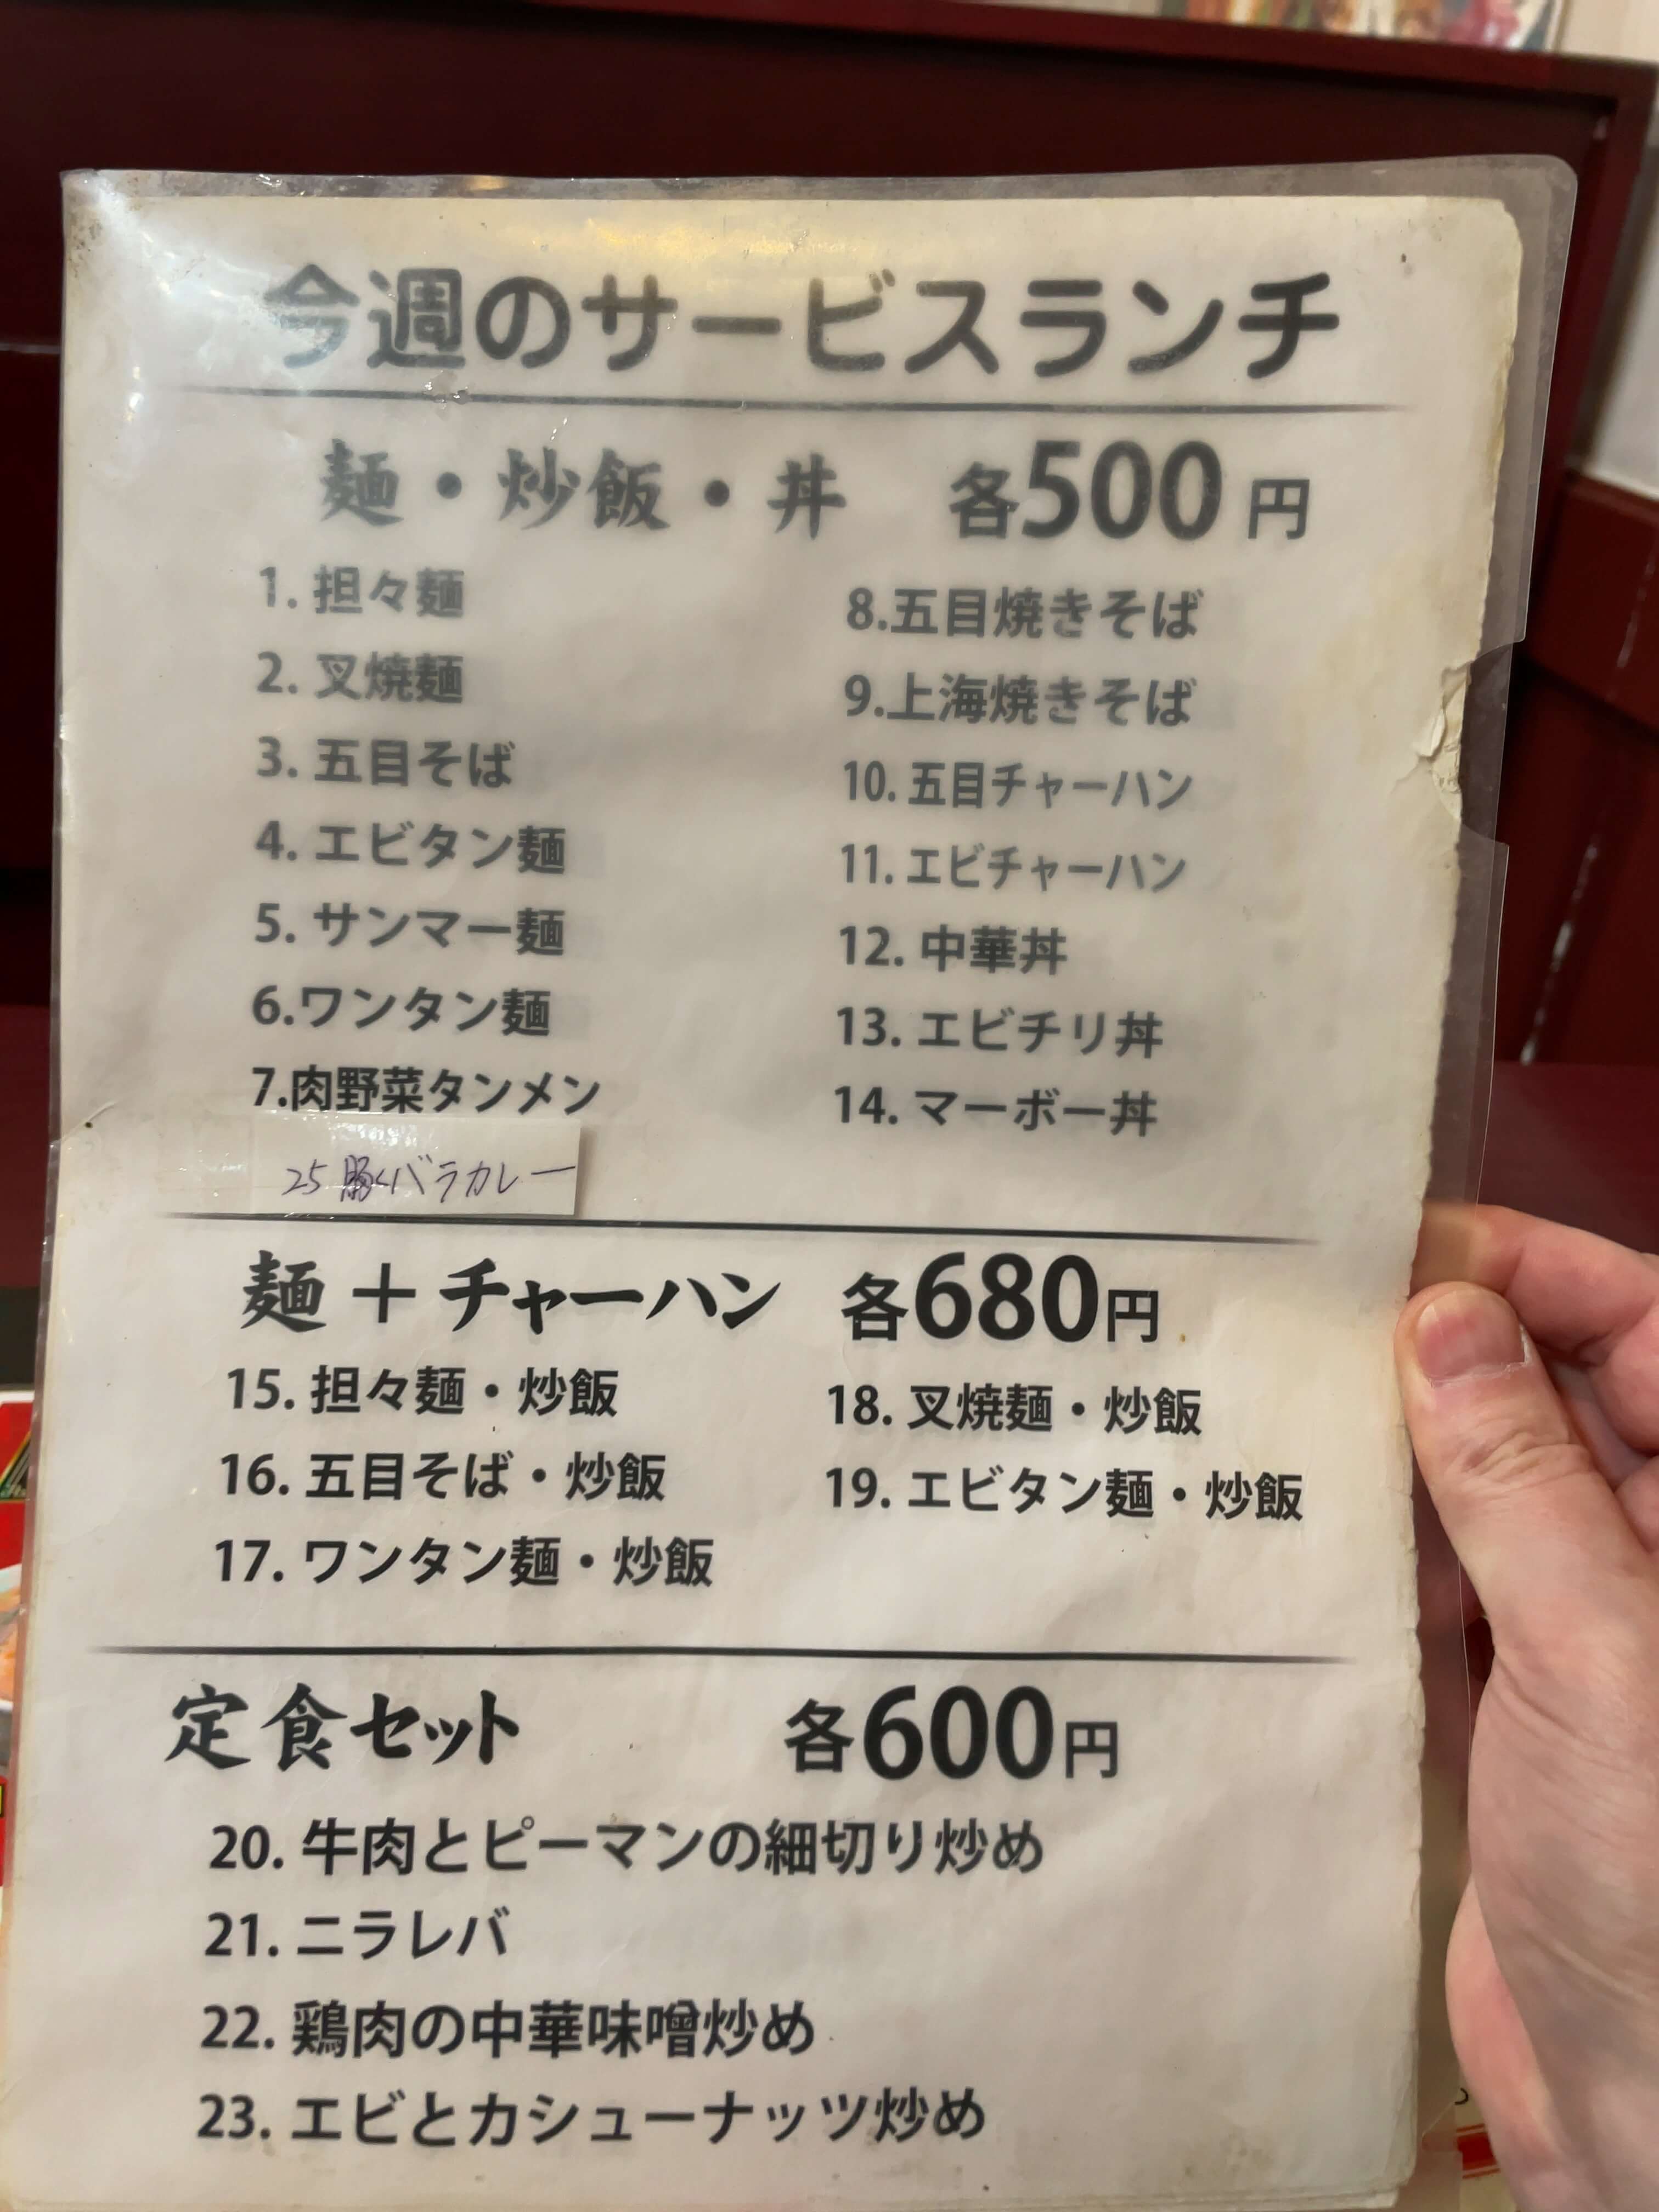 今週のサービスランチ
麺・炒飯・丼 各500円
1. 担々麺
2. 叉焼麺
3. 五目そば
4. エビタン麺
5. サンマー麺
6.ワンタン麺
7.肉野菜タンメン
25 豚バラカレー
8.五目焼きそば
9.上海焼きそば
10. 五目チャーハン
11. エビチャーハン
12. 中華丼
13. エビチリ丼
14. マーボー丼
麺＋チャーハン 各680円
15. 担々麺・炒飯
16. 五目そば・炒飯
17. ワンタン麺・炒飯
18. 叉焼麺・炒飯
19. エビタン麺・炒飯
定食セット 各600円
20. 牛肉とピーマンの細切り炒め
21. ニラレバ
22. 鶏肉の中華味噌炒め
23. エビとカシューナッツ炒め